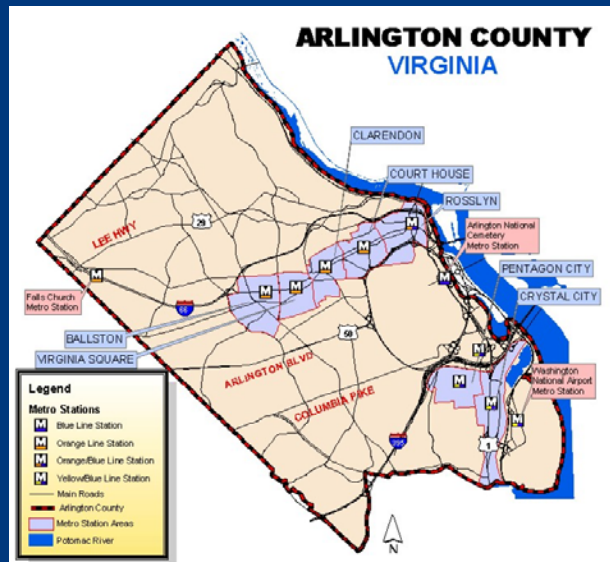 ARLINGTON COUNTY
VIRGINIA
CLARENDON
COURT HOUSE
ROSSLYN
Arlington National
Cemetery
Metro Station
PENTAGON CITY
CRYSTAL CITY
LEE HWY
29
Falls Church
Metro Station
66
BALLSTON
VIRGINIA SQUARE
50
ARLINGTON BLVD
COLUMBIA PIKE
Washington
National Airport
Metro Station
395
1
N
Legend
Metro Stations
M Blue Line Station
M Orange Line Station
M Orange/Blue Line Station
M Yellow/Blue Line Station
Main Roads
Arlington County
Metro Station Areas
Potomac River
M
M
M
M
M
M
M
M
M
M
M